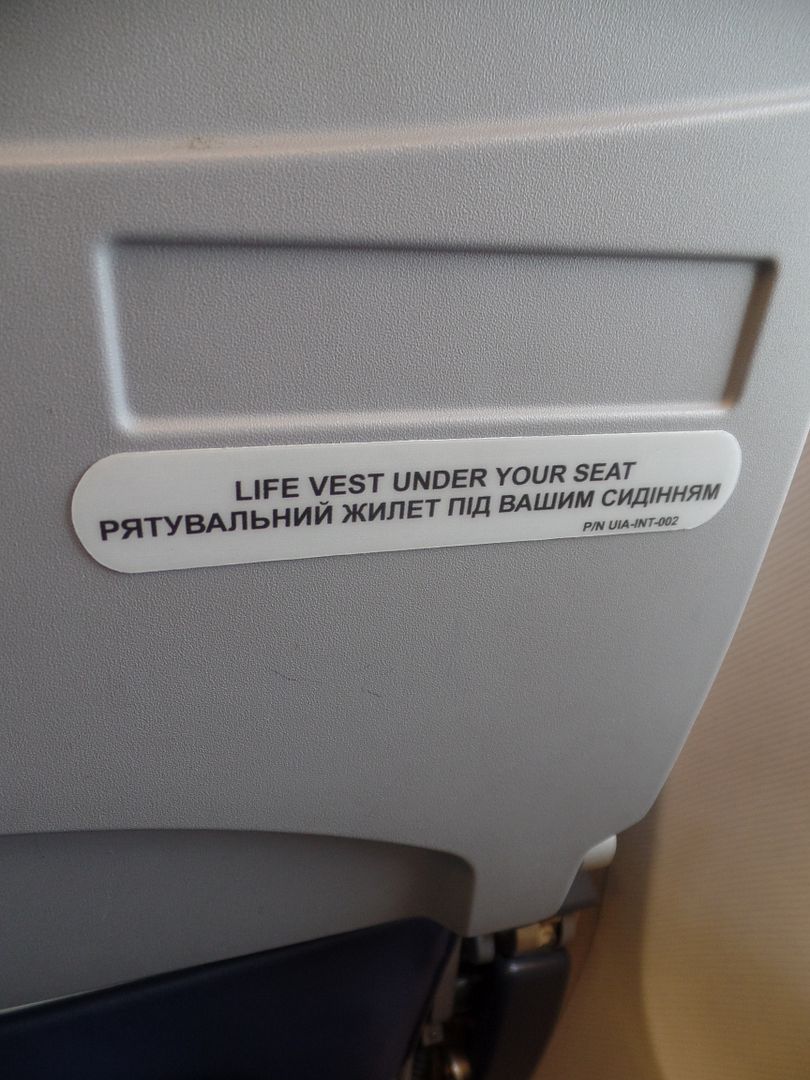 LIFE VEST UNDER YOUR SEAT
РЯТУВАЛЬНИЙ ЖИЛЕТ ПІД ВАШИМ СИДІННЯМ
P/N UIA-INT-002